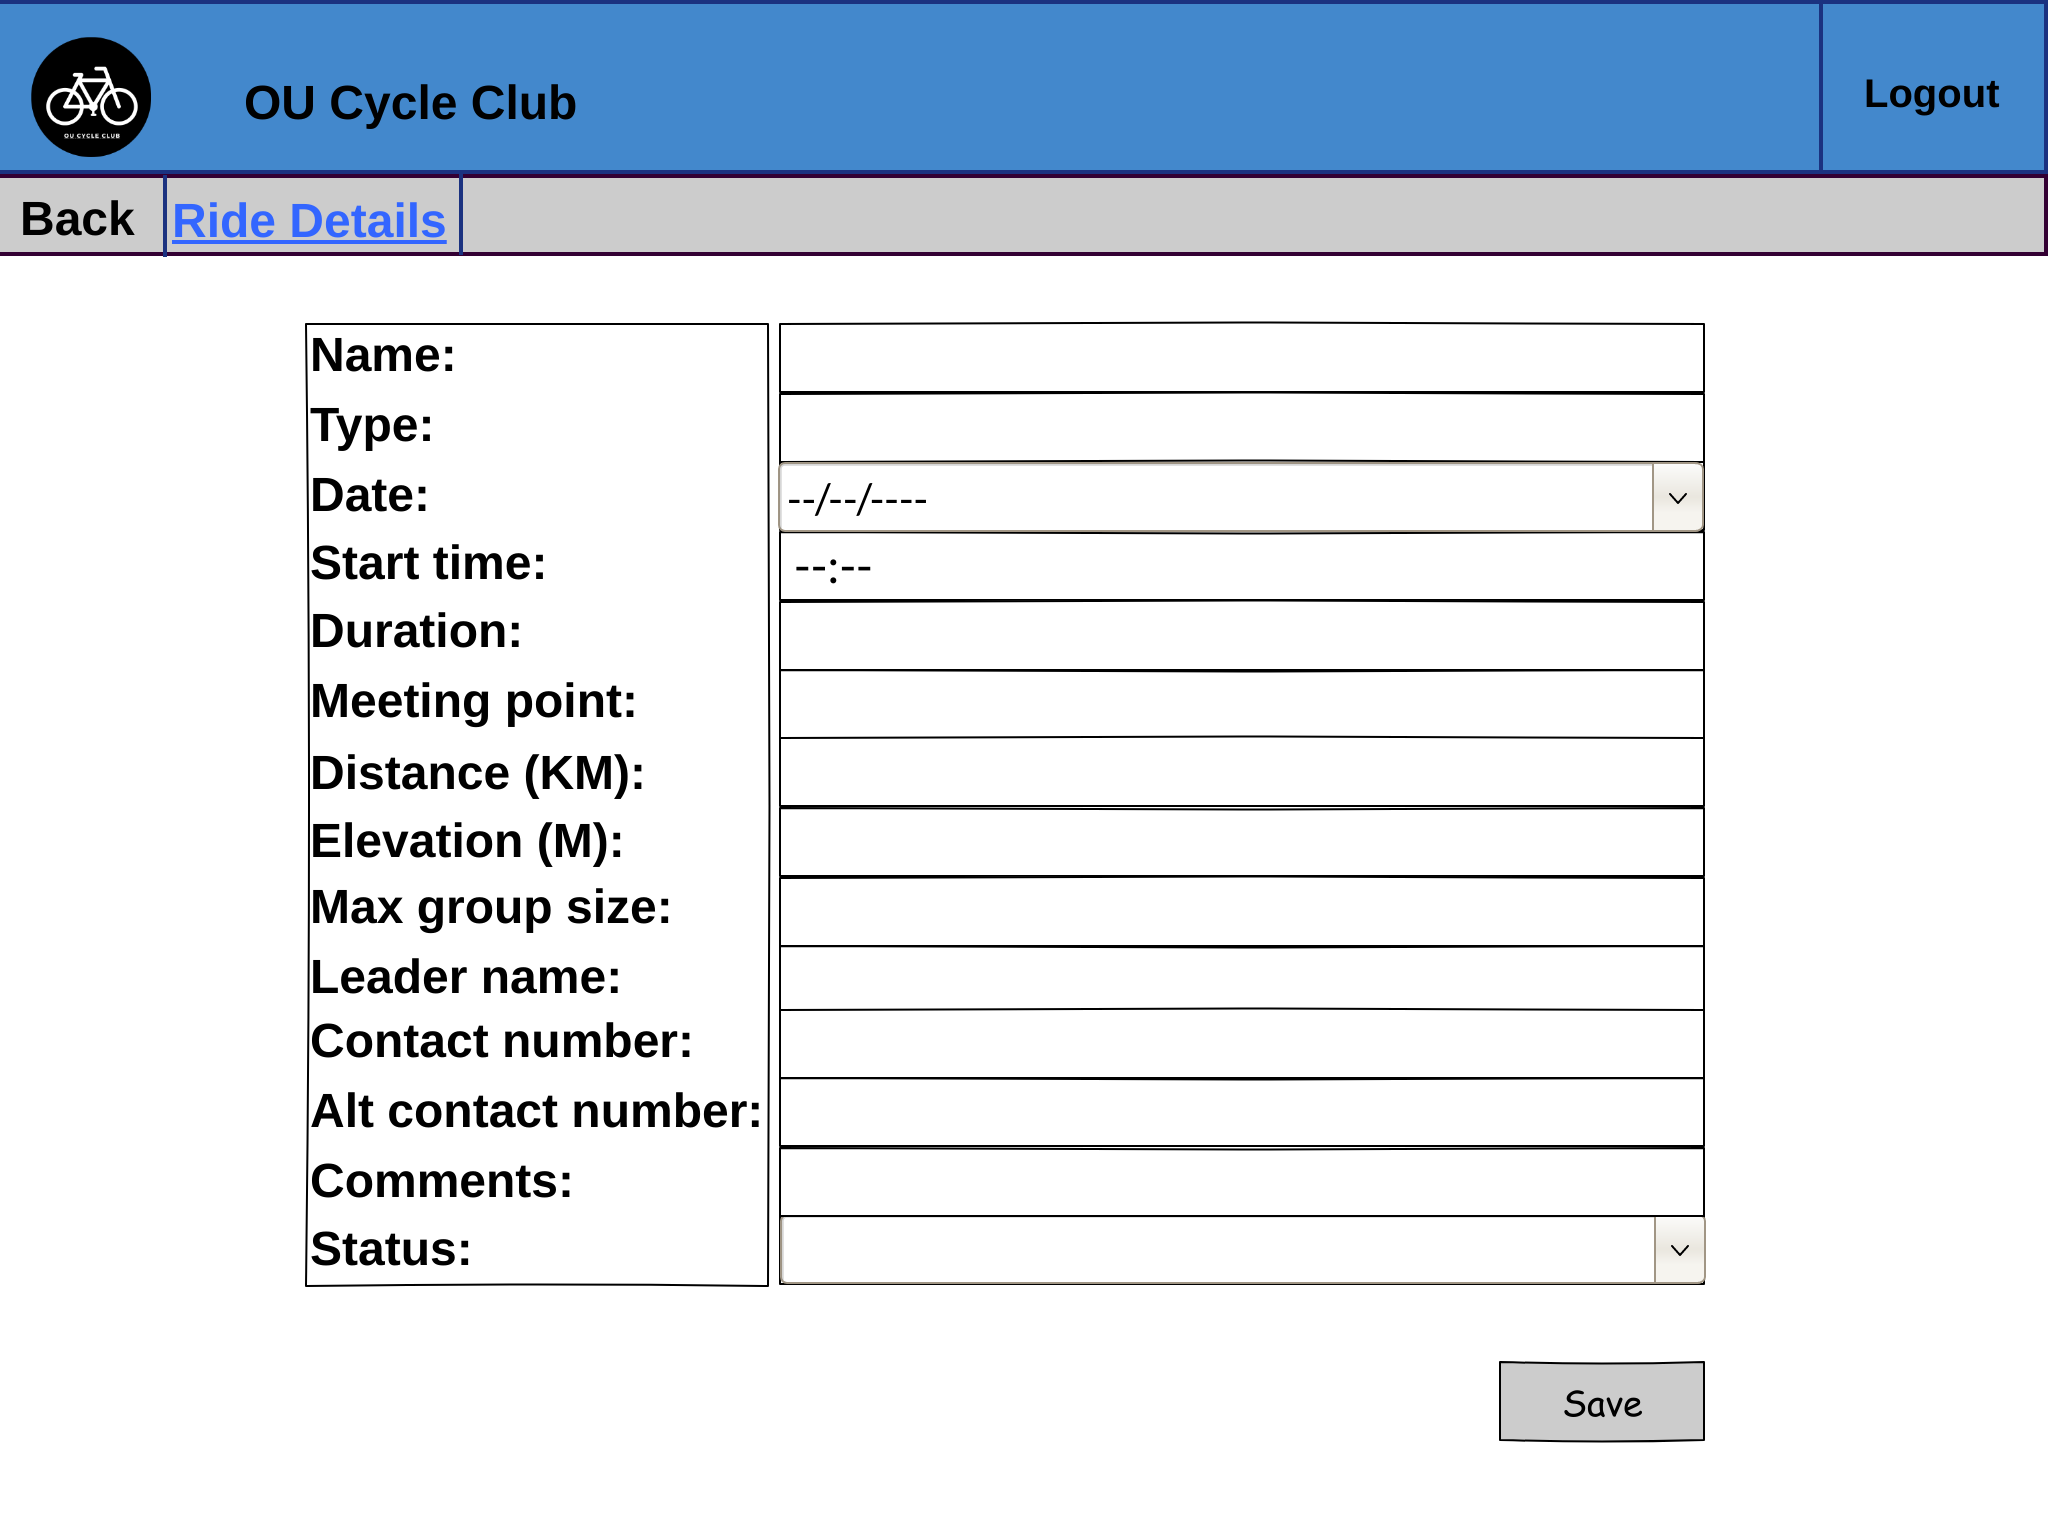 OU CYCLE CLUB
OU Cycle Club
Logout
Back
Ride Details
Name:
Type:
Date:
--/--/----
Start time:
--:--
Duration:
Meeting point:
Distance (KM):
Elevation (M):
Max group size:
Leader name:
Contact number:
Alt contact number:
Comments:
Status:
Save